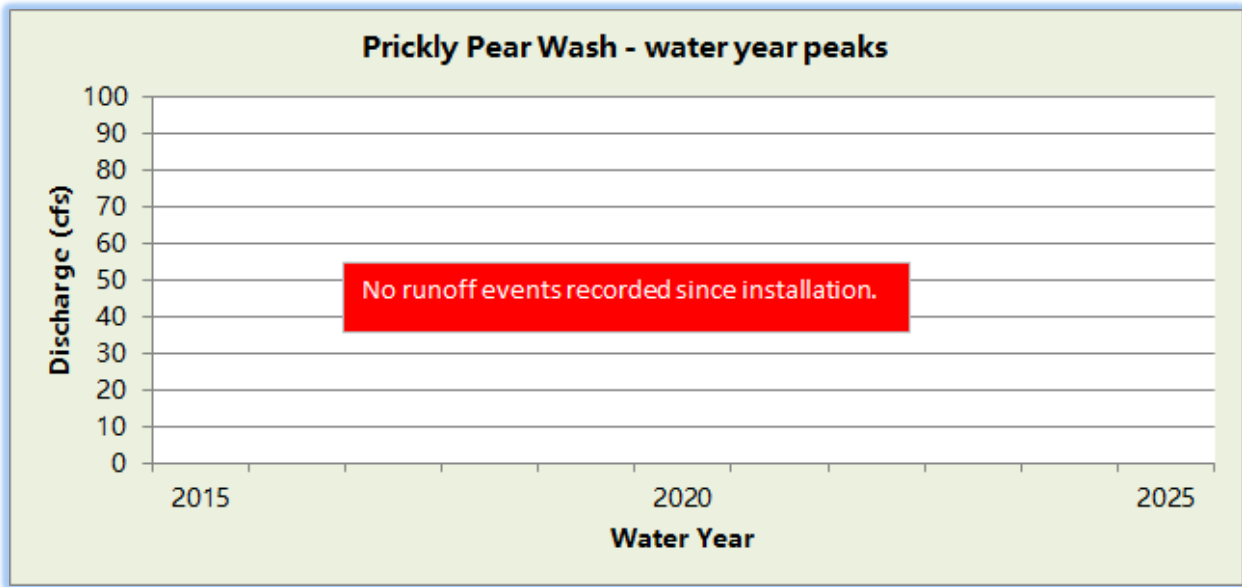 Prickly Pear Wash - water year peaks
100
90
80
70
60
50
40
30
20
10
0
Discharge (cfs)
No runoff events recorded since installation.
2015 2020 2025
Water Year